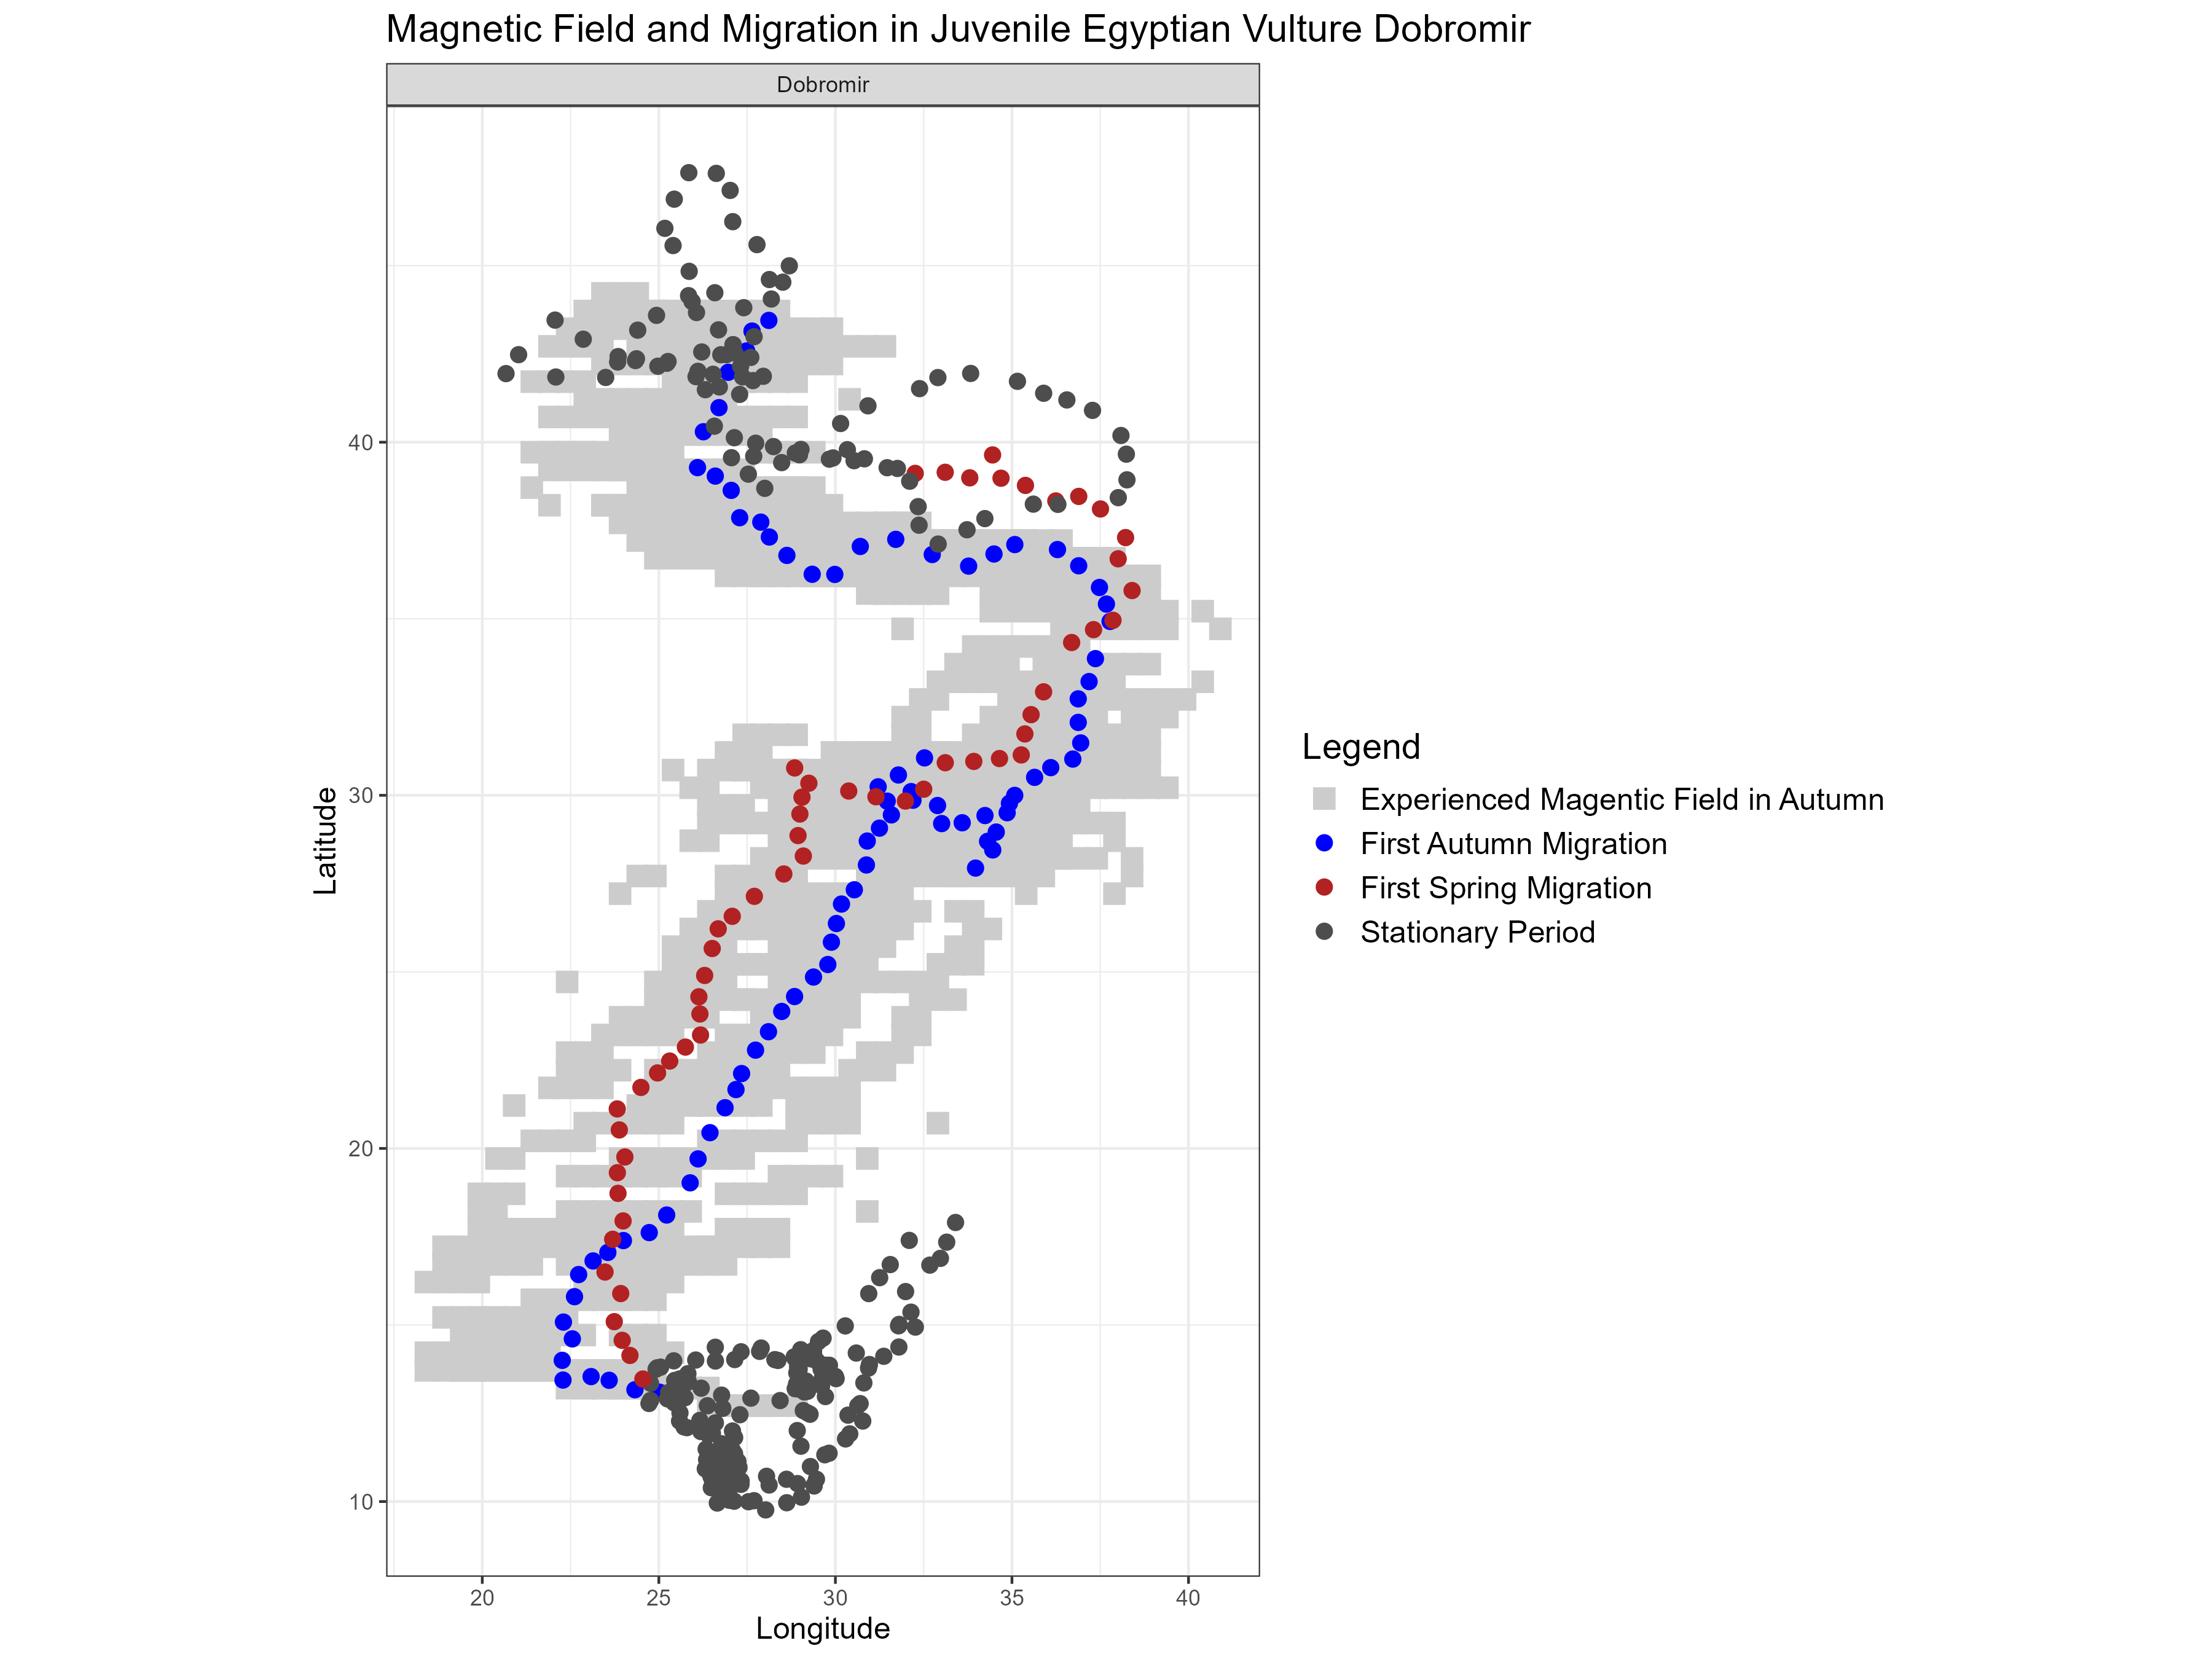 Magnetic Field and Migration in Juvenile Egyptian Vulture Dobromir
Dobromir
40
30
20
10
Latitude
20 25 30 35 40
Longitude
Legend
Experienced Magentic Field in Autumn
First Autumn Migration
First Spring Migration
Stationary Period